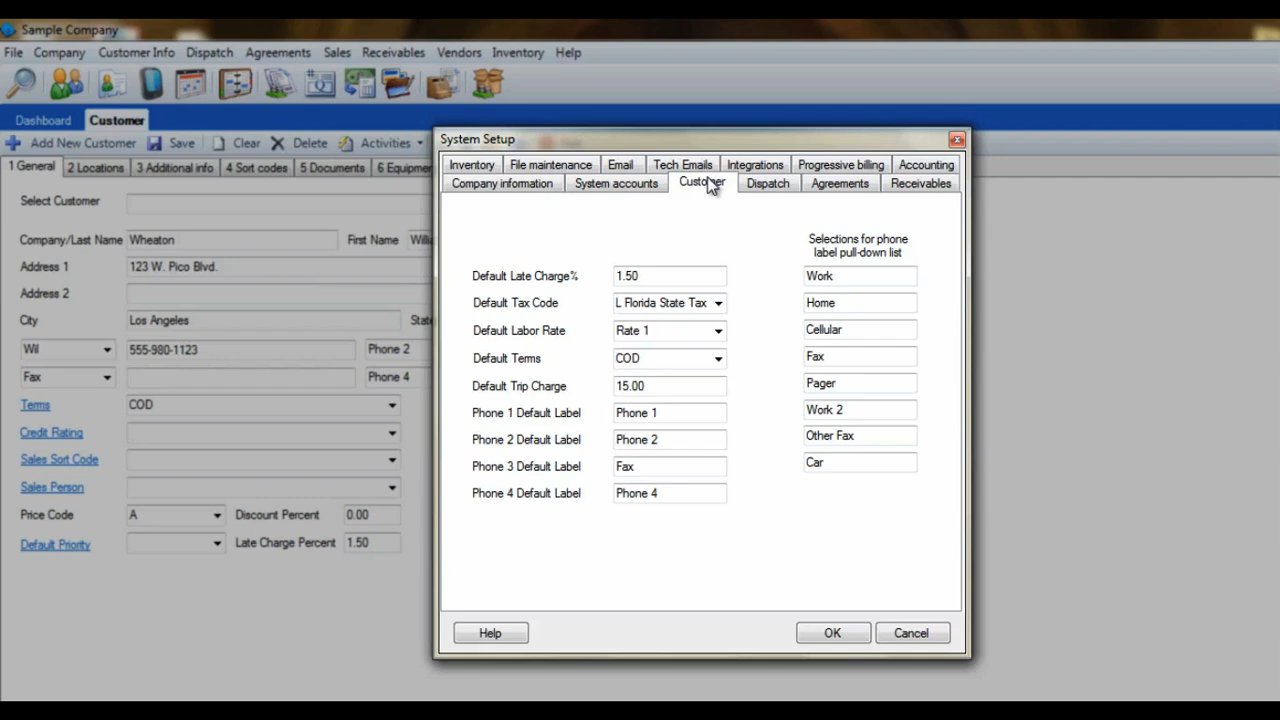 Sample Company
File Company Customer Info Dispatch Agreements Sales Receivables Vendors Inventory Help
Dashboard Customer
Add New Customer Save Clear Delete Activities
1 General 2 Locations 3 Additional info 4 Sort codes 5 Documents 6 Equipme
Select Customer
Company/Last Name Wheaton First Name Willi
Address 1 123 W. Pico Blvd.
Address 2
City Los Angeles State
Wil 555-980-1123 Phone 2
Fax Phone 4
Terms COD
Credit Rating
Sales Sort Code
Sales Person
Price Code A Discount Percent 0.00
Default Priority Late Charge Percent 1.50
System Setup
Inventory File maintenance Email Tech Emails Integrations Progressive billing Accounting
Company information System accounts Customer Dispatch Agreements Receivables
Selections for phone
label pull-down list
Default Late Charge% 1.50 Work
Default Tax Code L Florida State Tax Home
Default Labor Rate Rate 1 Cellular
Default Terms COD Fax
Default Trip Charge 15.00 Pager
Phone 1 Default Label Phone 1 Work 2
Phone 2 Default Label Phone 2 Other Fax
Phone 3 Default Label Fax Car
Phone 4 Default Label Phone 4
Help OK Cancel